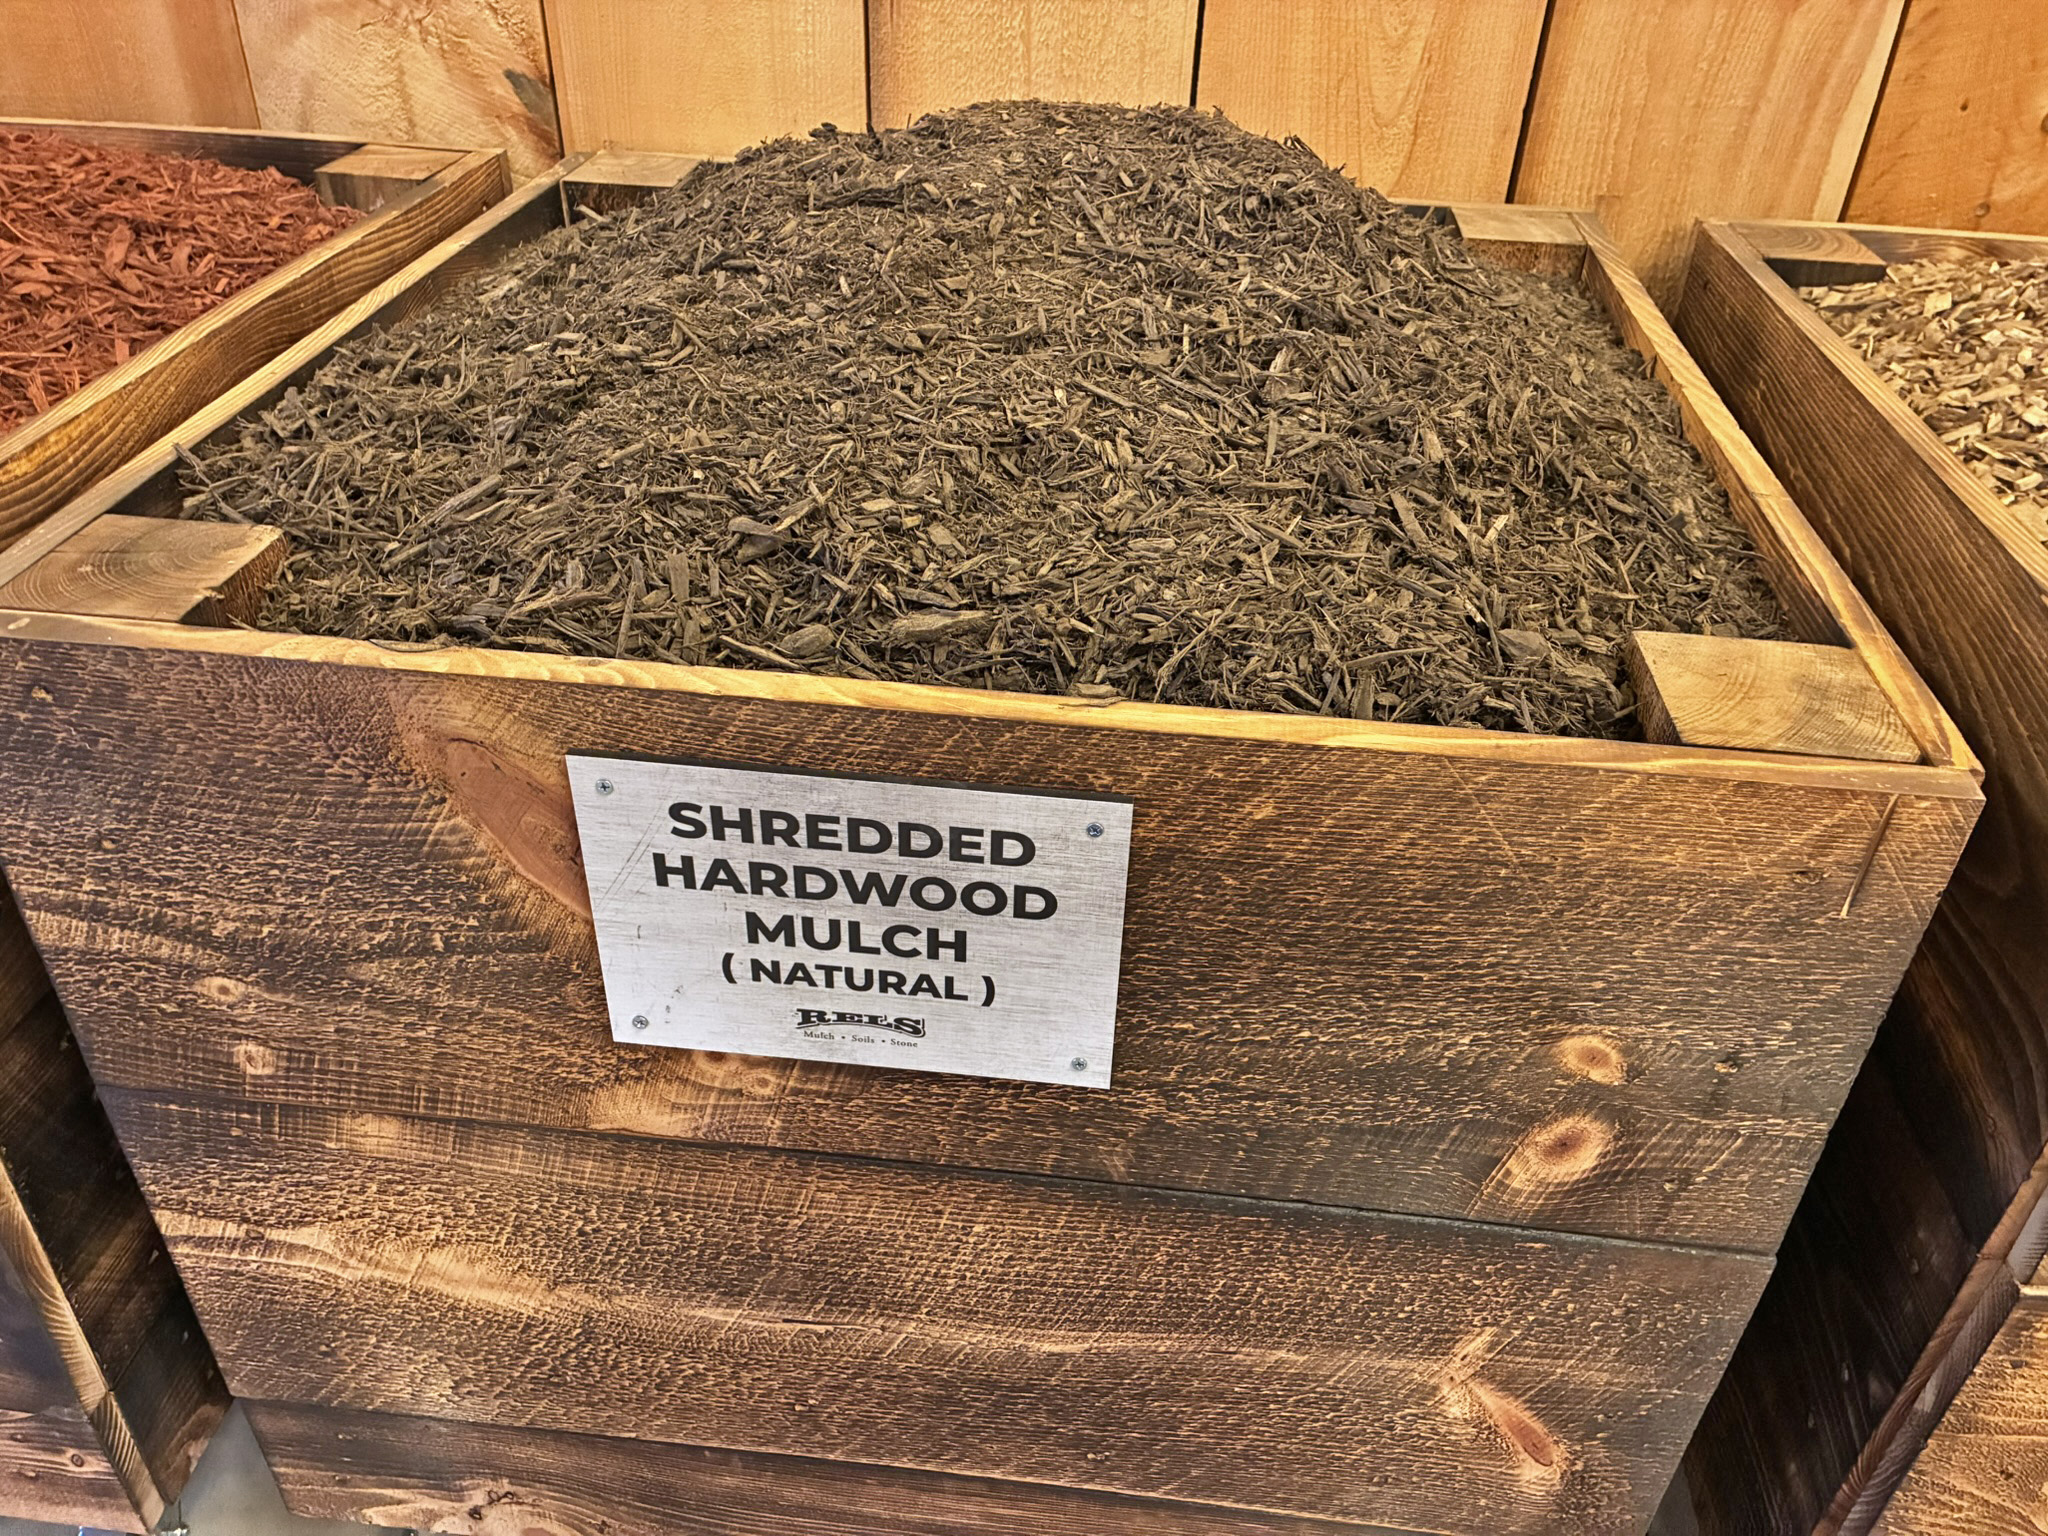 SHREDDED
HARDWOOD
MULCH
( NATURAL )
RELS
Mulch • Soils • Stone